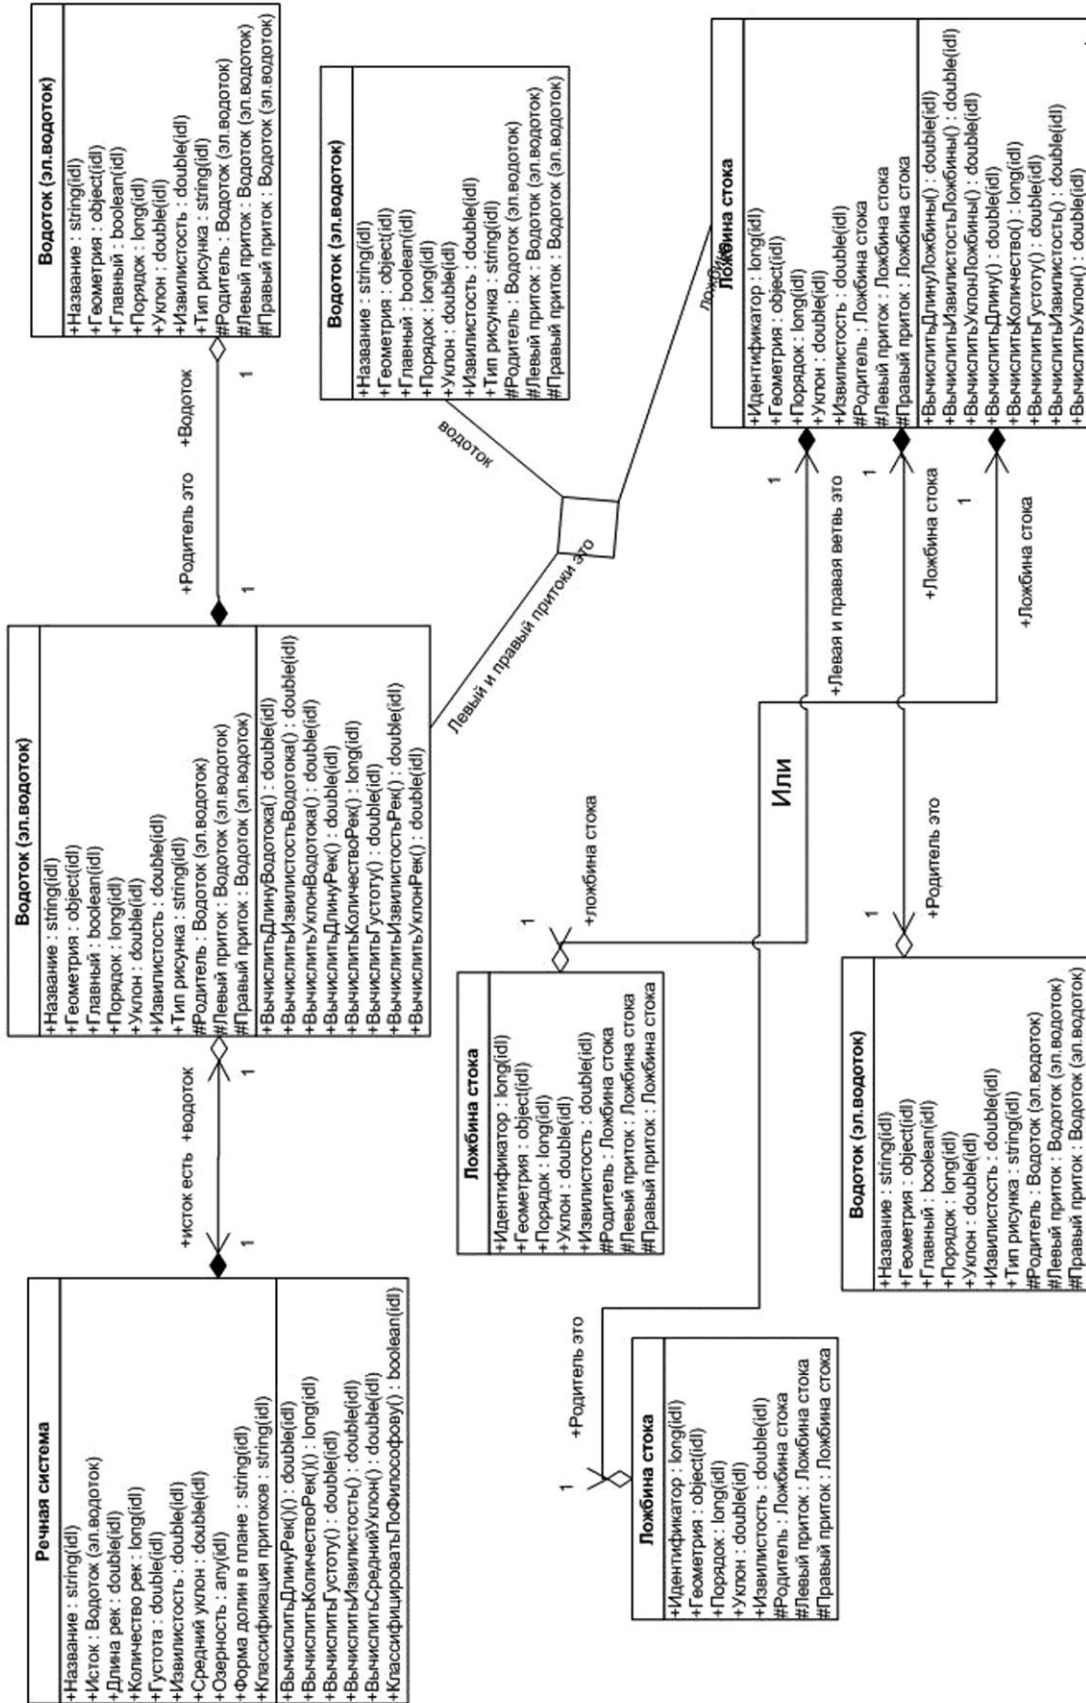 Речная система
+Название : string(idl)
+Исток : Водоток (эл.водоток)
+Длина рек : double(idl)
+Количество рек : long(idl)
+Густота : double(idl)
+Извилистость : double(idl)
+Средний уклон : double(idl)
+Озерность : any(idl)
+Форма долин в плане : string(idl)
+Классификация притоков : string(idl)
+ВычислитьДлинуРек()() : double(idl)
+ВычислитьКоличествоРек()() : long(idl)
+ВычислитьГустоту() : double(idl)
+ВычислитьИзвилистость() : double(idl)
+ВычислитьСреднийУклон() : double(idl)
+КлассифицироватьПоФилософову() : boolean(idl)
+исток есть
+водоток
1
1
Водоток (эл.водоток)
+Название : string(idl)
+Геометрия : object(idl)
+Главный : boolean(idl)
+Порядок : long(idl)
+Уклон : double(idl)
+Извилистость : double(idl)
+Тип рисунка : string(idl)
#Родитель : Водоток (эл.водоток)
#Левый приток : Водоток (эл.водоток)
#Правый приток : Водоток (эл.водоток)
+ВычислитьДлинуВодотока() : double(idl)
+ВычислитьИзвилистостьВодотока() : double(idl)
+ВычислитьУклонВодотока() : double(idl)
+ВычислитьДлинуРек() : double(idl)
+ВычислитьКоличествоРек() : long(idl)
+ВычислитьГустоту() : double(idl)
+ВычислитьИзвилистостьРек() : double(idl)
+ВычислитьУклонРек() : double(idl)
+Родитель это
+Водоток
1
1
Водоток (эл.водоток)
+Название : string(idl)
+Геометрия : object(idl)
+Главный : boolean(idl)
+Порядок : long(idl)
+Уклон : double(idl)
+Извилистость : double(idl)
+Тип рисунка : string(idl)
#Родитель : Водоток (эл.водоток)
#Левый приток : Водоток (эл.водоток)
#Правый приток : Водоток (эл.водоток)
Водоток (эл.водоток)
+Название : string(idl)
+Геометрия : object(idl)
+Главный : boolean(idl)
+Порядок : long(idl)
+Уклон : double(idl)
+Извилистость : double(idl)
+Тип рисунка : string(idl)
#Родитель : Водоток (эл.водоток)
#Левый приток : Водоток (эл.водоток)
#Правый приток : Водоток (эл.водоток)
Левый и правый притоки это
водоток
Ложбина стока
+Идентификатор : long(idl)
+Геометрия : object(idl)
+Порядок : long(idl)
+Уклон : double(idl)
+Извилистость : double(idl)
#Родитель : Ложбина стока
#Левый приток : Ложбина стока
#Правый приток : Ложбина стока
1
+ложбина стока
Ложбина стока
+Идентификатор : long(idl)
+Геометрия : object(idl)
+Порядок : long(idl)
+Уклон : double(idl)
+Извилистость : double(idl)
#Родитель : Ложбина стока
#Левый приток : Ложбина стока
#Правый приток : Ложбина стока
1
+Родитель это
Или
Водоток (эл.водоток)
+Название : string(idl)
+Геометрия : object(idl)
+Главный : boolean(idl)
+Порядок : long(idl)
+Уклон : double(idl)
+Извилистость : double(idl)
+Тип рисунка : string(idl)
#Родитель : Водоток (эл.водоток)
#Левый приток : Водоток (эл.водоток)
#Правый приток : Водоток (эл.водоток)
1
+Родитель это
1
+Левая и правая ветвь это
1
+Ложбина стока
1
+Ложбина стока
Ложбина стока
+Идентификатор : long(idl)
+Геометрия : object(idl)
+Порядок : long(idl)
+Уклон : double(idl)
+Извилистость : double(idl)
#Родитель : Ложбина стока
#Левый приток : Ложбина стока
#Правый приток : Ложбина стока
+ВычислитьДлинуЛожбины() : double(idl)
+ВычислитьИзвилистостьЛожбины() : double(idl)
+ВычислитьУклонЛожбины() : double(idl)
+ВычислитьДлину() : double(idl)
+ВычислитьКоличество() : long(idl)
+ВычислитьГустоту() : double(idl)
+ВычислитьИзвилистость() : double(idl)
+ВычислитьУклон() : double(idl)